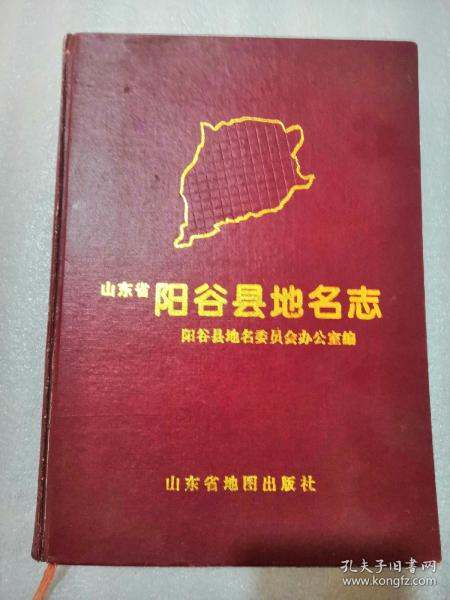 山东省 阳谷县地名志
阳谷县地名委员会办公室编
山东省地图出版社
孔夫子旧书网
www.kongfz.com